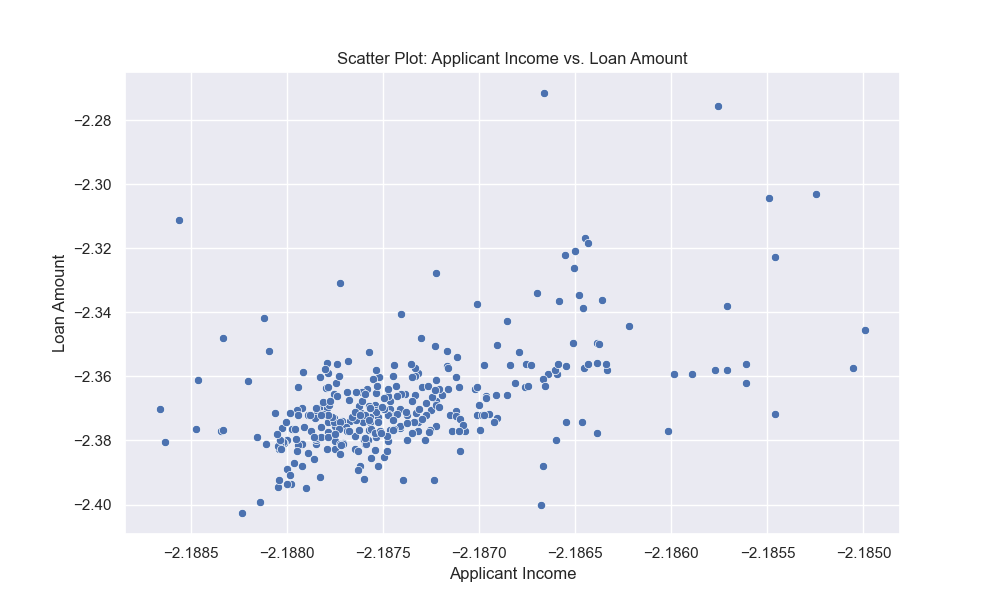 Scatter Plot: Applicant Income vs. Loan Amount
−2.28
−2.30
−2.32
−2.34
−2.36
−2.38
−2.40
Loan Amount
−2.1885 −2.1880 −2.1875 −2.1870 −2.1865 −2.1860 −2.1855 −2.1850
Applicant Income